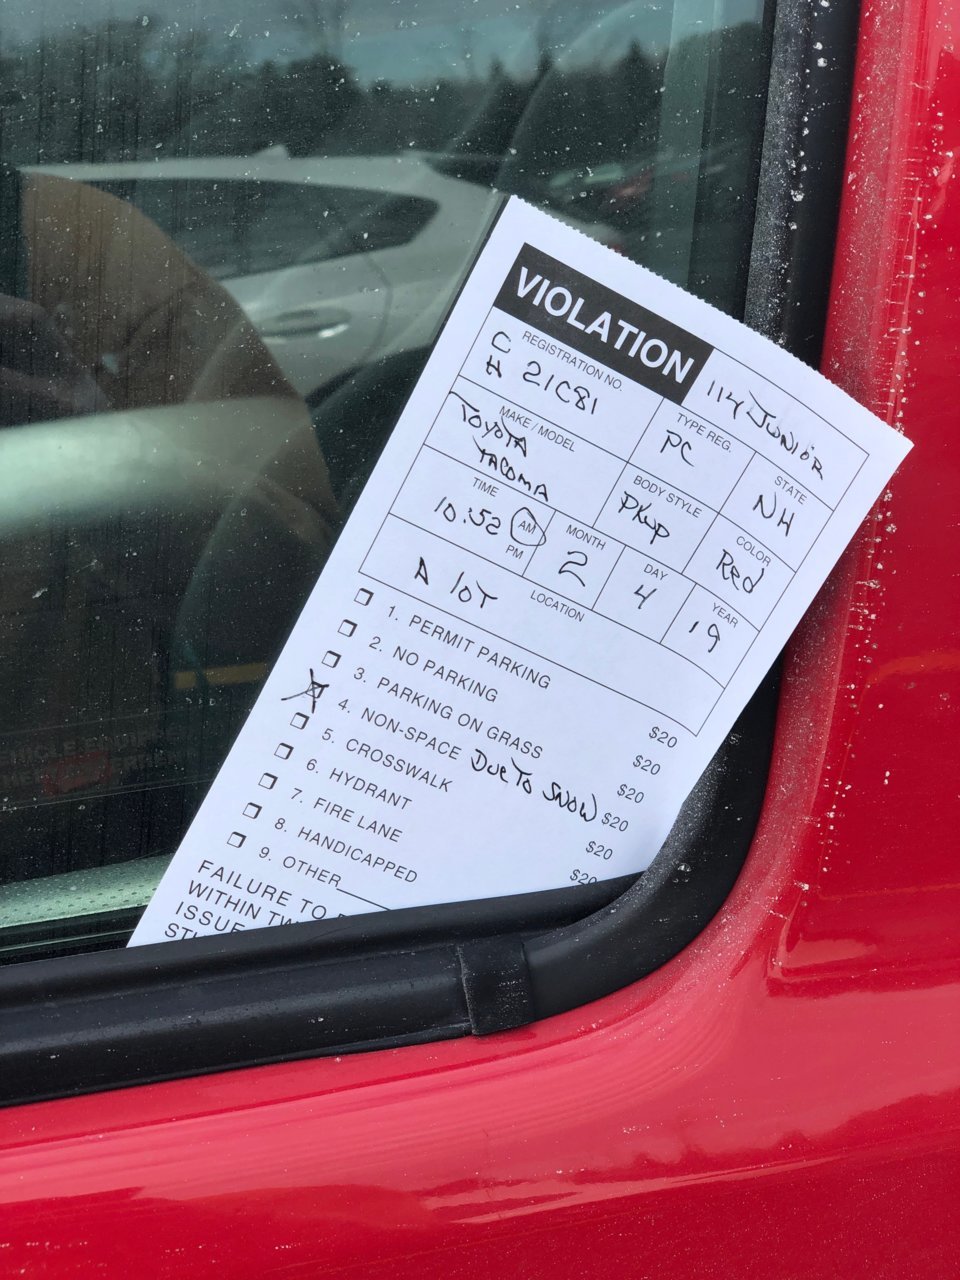 VIOLATION
114 JUNIOR
REGISTRATION NO.
CH 21C81
TYPE REG.
PC
STATE
NH
MAKE / MODEL
TOYOTA
TACOMA
BODY STYLE
PKup
COLOR
Red
TIME
10:52 AM
PM
MONTH
2
DAY
4
YEAR
'19
A lOT
LOCATION
1. PERMIT PARKING $20
2. NO PARKING $20
3. PARKING ON GRASS $20
4. NON-SPACE Due To SNOW $20
5. CROSSWALK $20
6. HYDRANT $20
7. FIRE LANE
8. HANDICAPPED
9. OTHER
FAILURE TO
WITHIN
ISSUE